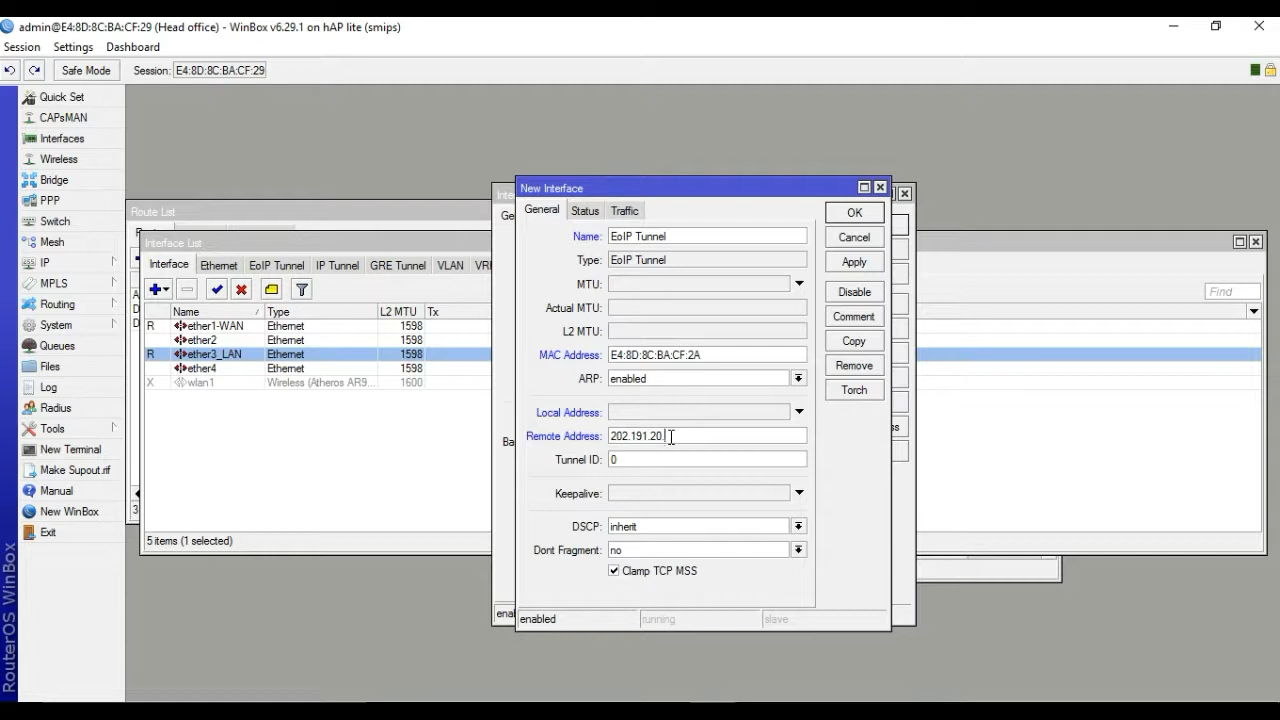 admin@E4:8D:8C:BA:CF:29 (Head office) - WinBox v6.29.1 on hAP lite (smips)
Session Settings Dashboard
Safe Mode Session: E4:8D:8C:BA:CF:29
Quick Set
CAPsMAN
Interfaces
Wireless
Bridge
PPP
Switch
Mesh
IP
MPLS
Routing
System
Queues
Files
Log
Radius
Tools
New Terminal
Make Supout.rif
Manual
New WinBox
Exit
RouterOS WinBox
Route List
Interface List
Interface Ethernet EoIP Tunnel IP Tunnel GRE Tunnel VLAN
Find
Name Type L2 MTU Tx
R ether1-WAN Ethernet 1598
ether2 Ethernet 1598
R ether3_LAN Ethernet 1598
ether4 Ethernet 1598
X wlan1 Wireless (Atheros AR9... 1600
5 items (1 selected)
New Interface
General Status Traffic
Name: EoIP Tunnel
Type: EoIP Tunnel
MTU:
Actual MTU:
L2 MTU:
MAC Address: E4:8D:8C:BA:CF:2A
ARP: enabled
Local Address:
Remote Address: 202.191.20.
Tunnel ID: 0
Keepalive:
DSCP: inherit
Dont Fragment: no
Clamp TCP MSS
enabled running slave
OK
Cancel
Apply
Disable
Comment
Copy
Remove
Torch